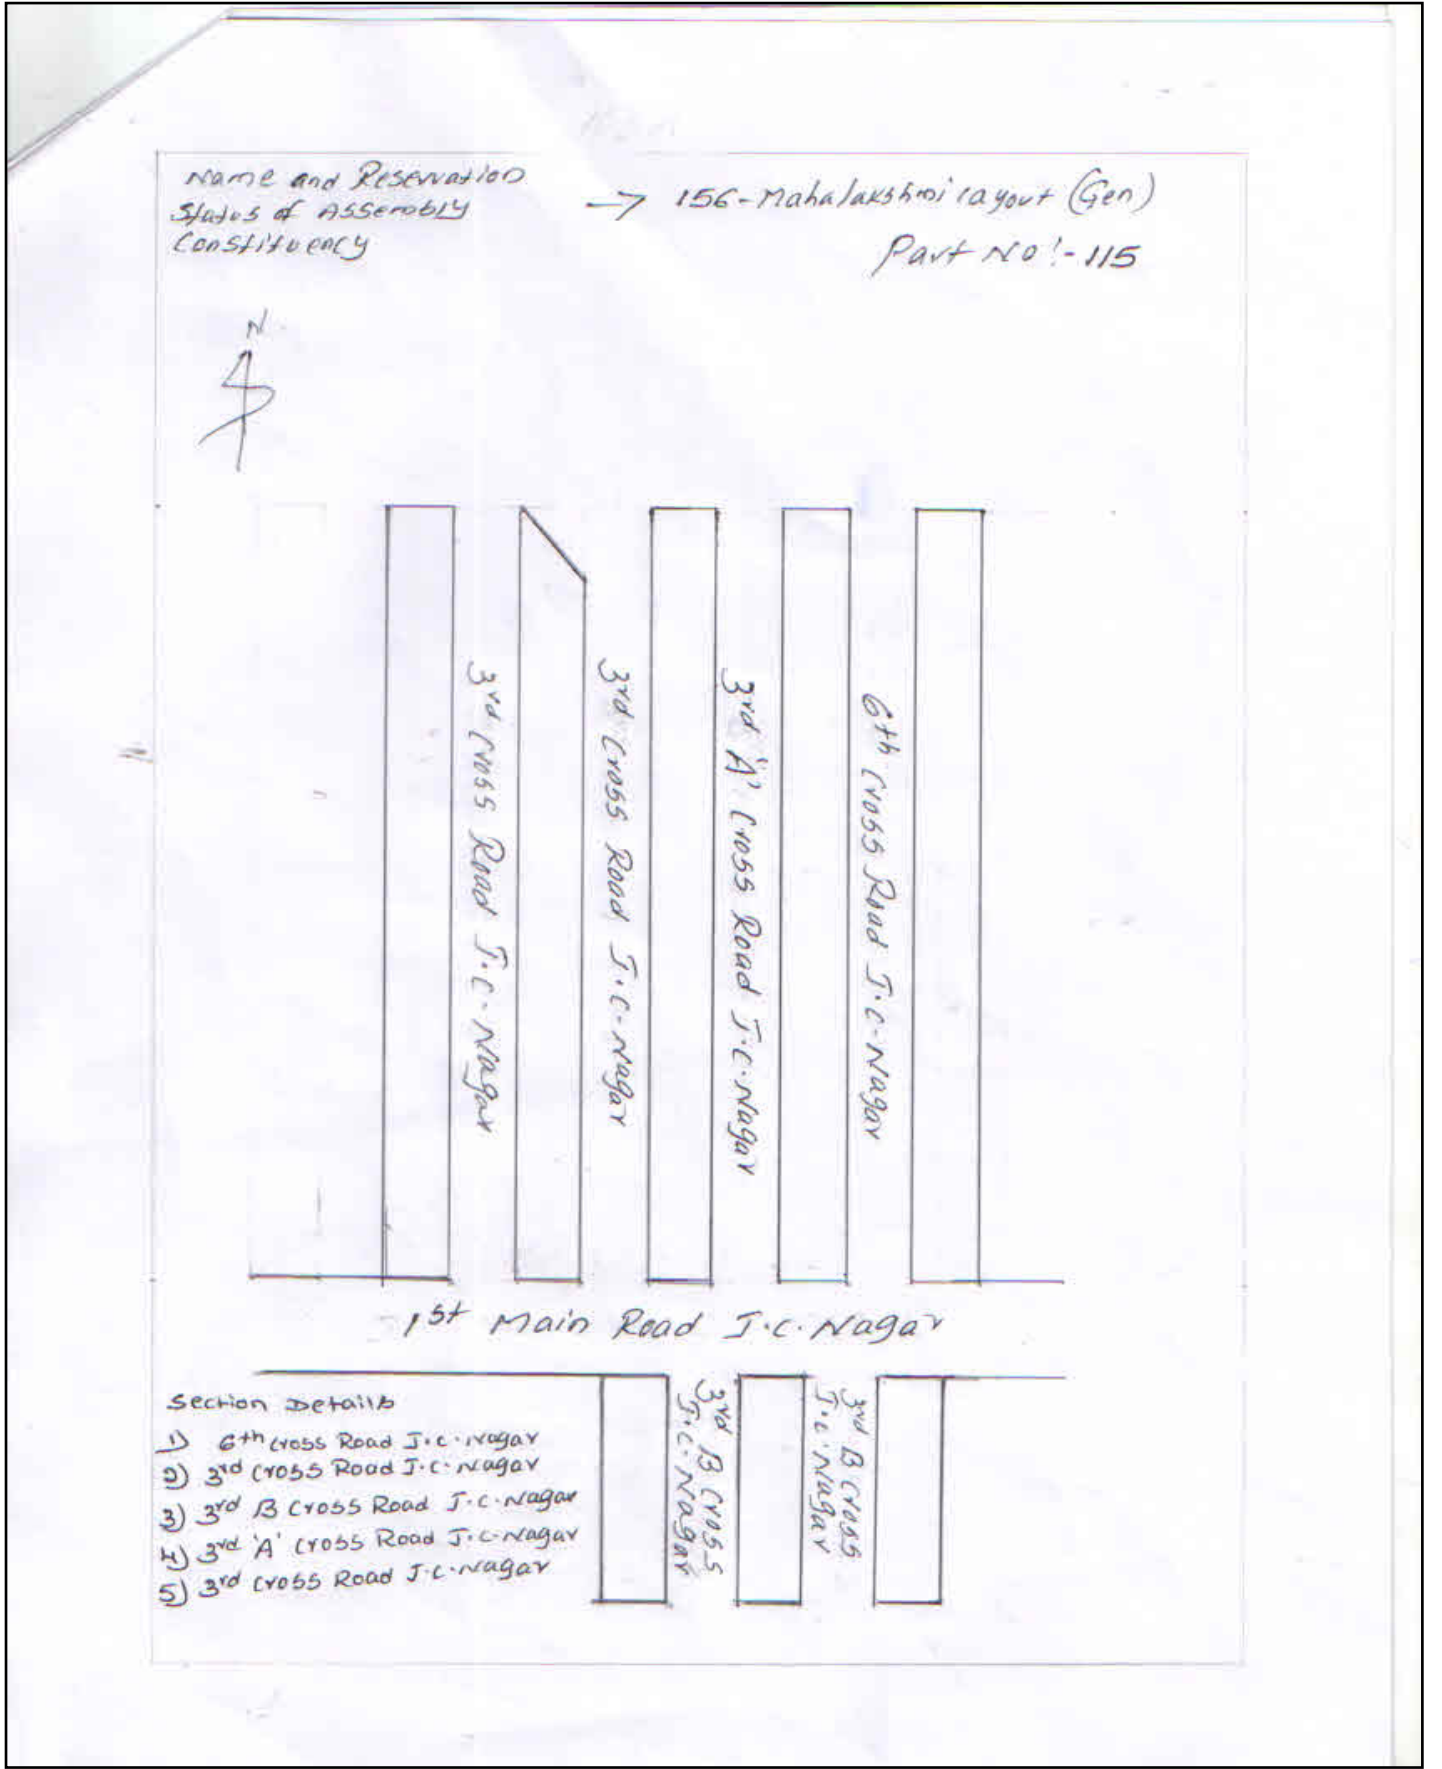 Name and Reservation
Status of Assembly
Constituency
→ 156-Mahalakshmi Layout (Gen)
Part No:-115
N
3rd Cross Road J.C-Nagar
3rd Cross Road J.C-Nagar
3rd 'A' Cross Road J.C.Nagar
6th Cross Road J.C-Nagar
1st Main Road J.C.Nagar
3rd B Cross
J.C.Nagar
3rd B Cross
J.C.Nagar
Section Details
1) 6th Cross Road J.C.Nagar
2) 3rd Cross Road J.C.Nagar
3) 3rd B Cross Road J.C.Nagar
4) 3rd 'A' Cross Road J.C.Nagar
5) 3rd Cross Road J.C.Nagar